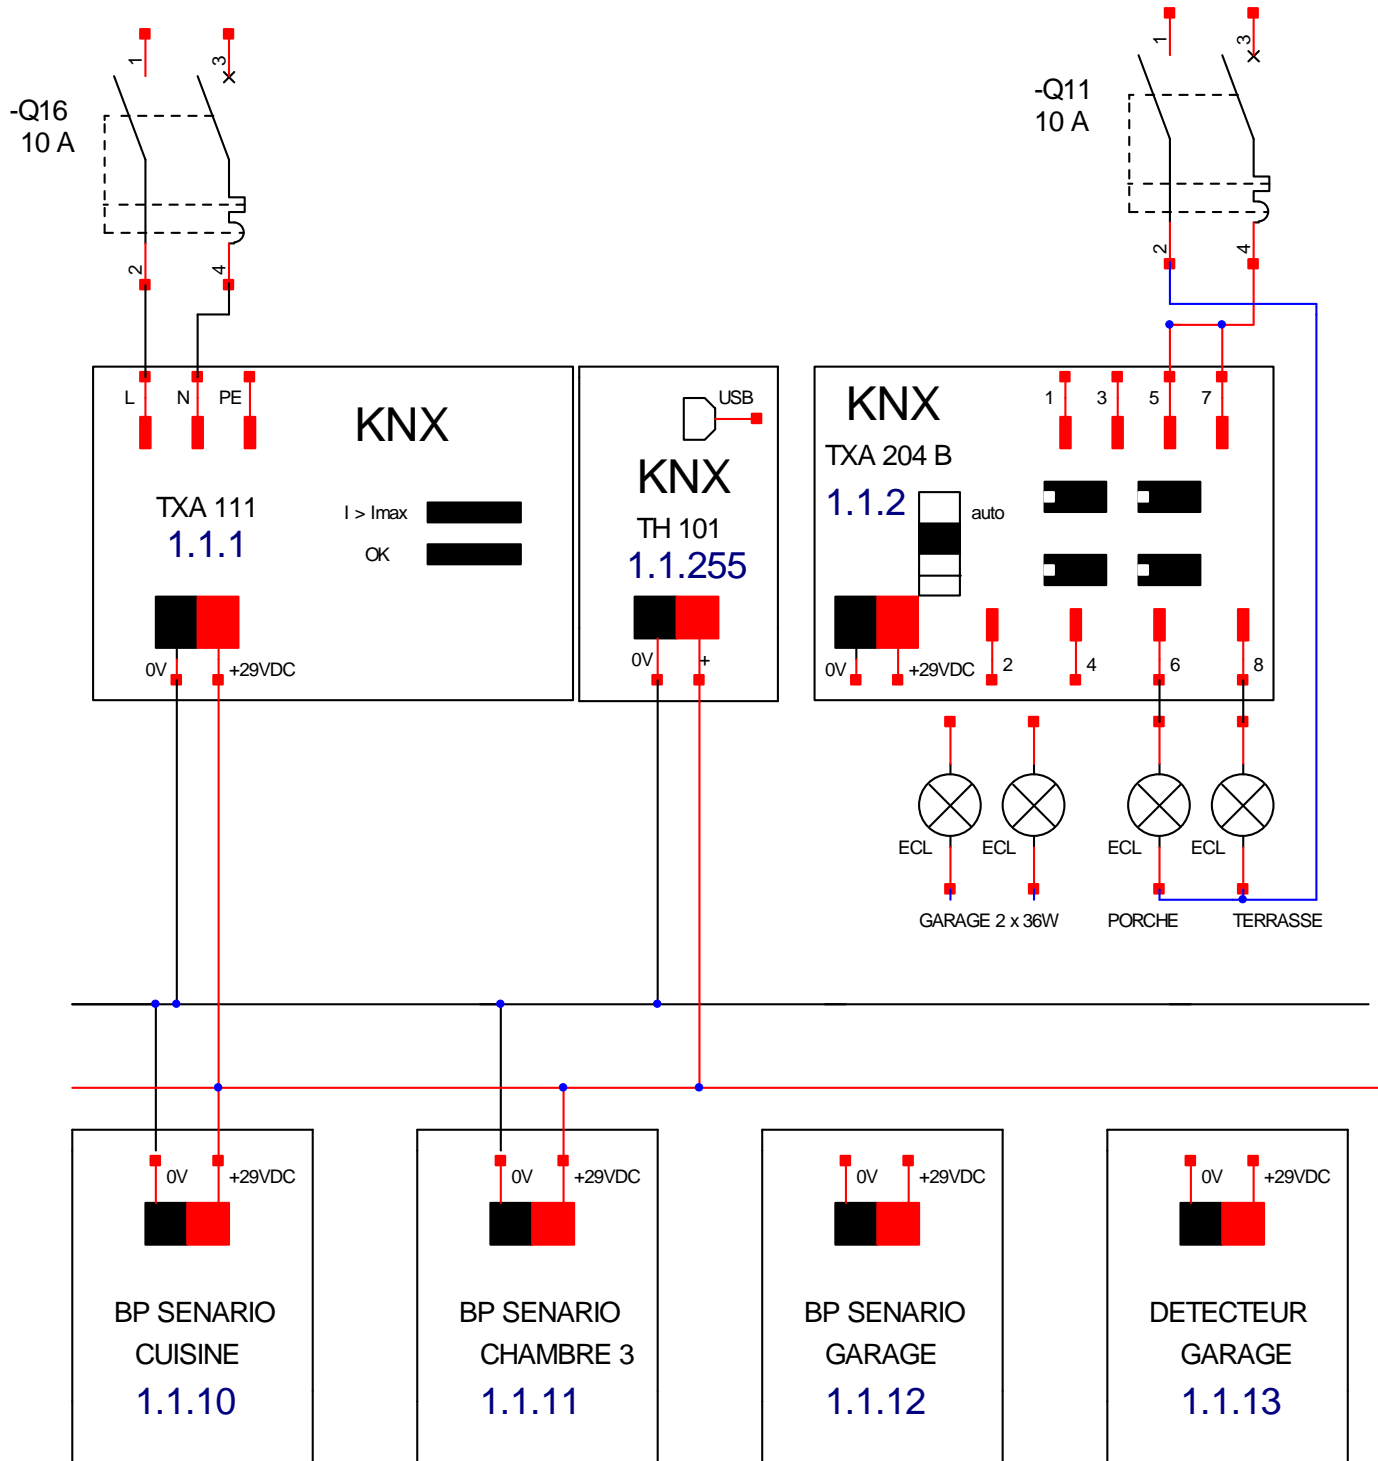 1
3
-Q16
10 A
2
4
1
3
-Q11
10 A
2
4
L
N
PE
KNX
TXA 111
1.1.1
I > Imax
OK
0V
+29VDC
USB
KNX
TH 101
1.1.255
0V
+
KNX
TXA 204 B
1.1.2
auto
1
3
5
7
0V
+29VDC
2
4
6
8
ECL
ECL
ECL
ECL
GARAGE 2 x 36W
PORCHE
TERRASSE
0V
+29VDC
BP SENARIO
CUISINE
1.1.10
0V
+29VDC
BP SENARIO
CHAMBRE 3
1.1.11
0V
+29VDC
BP SENARIO
GARAGE
1.1.12
0V
+29VDC
DETECTEUR
GARAGE
1.1.13